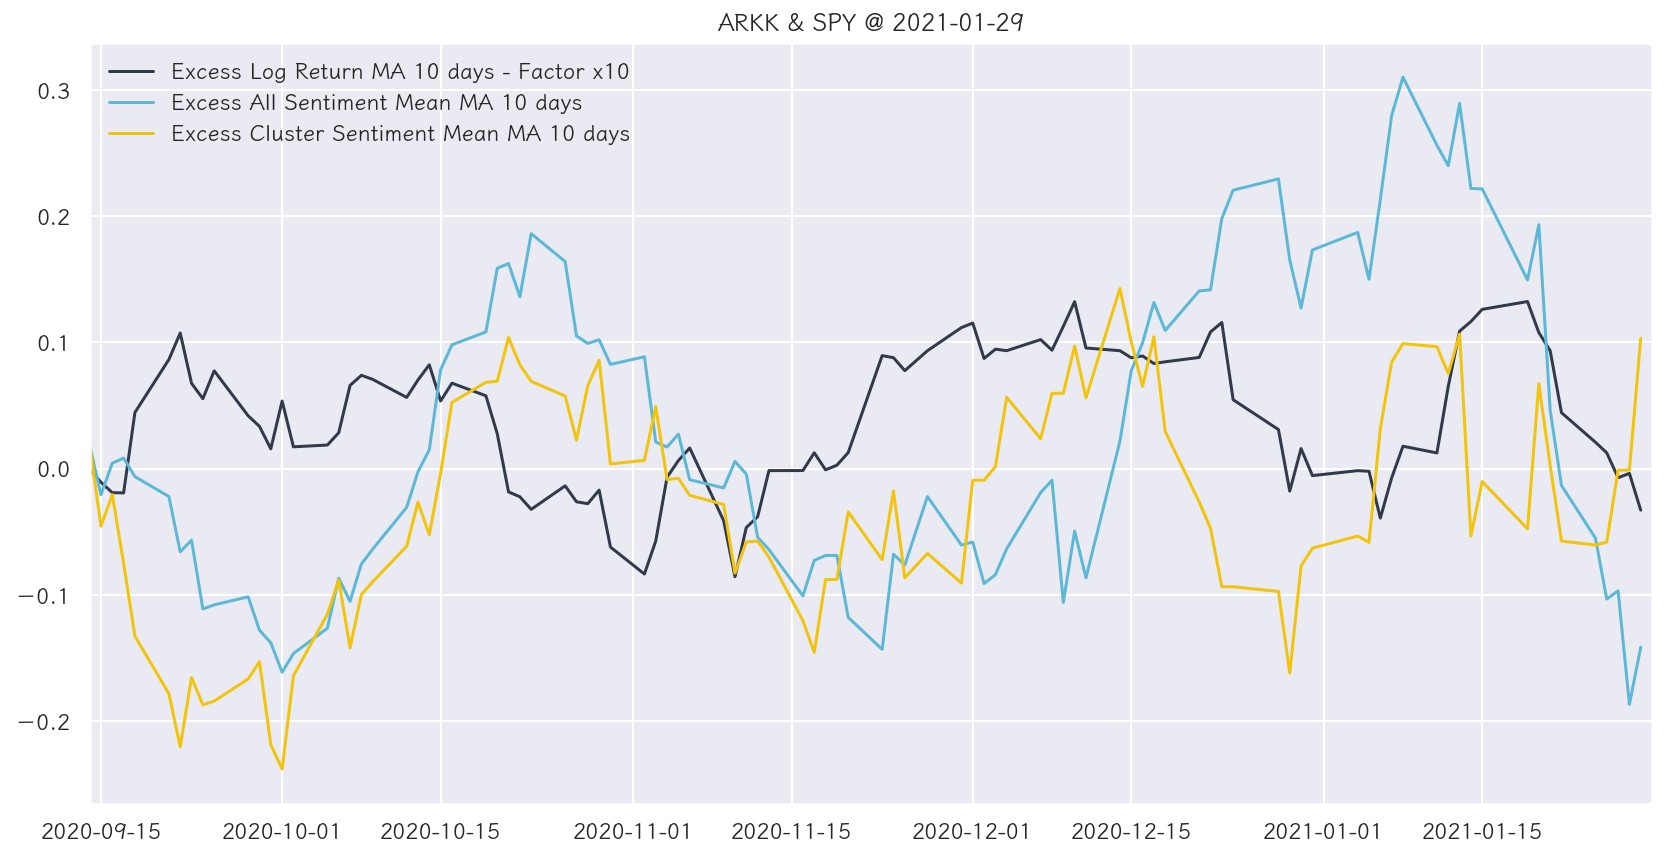 ARKK & SPY @ 2021-01-29
Excess Log Return MA 10 days - Factor x10
Excess All Sentiment Mean MA 10 days
Excess Cluster Sentiment Mean MA 10 days
0.3
0.2
0.1
0.0
−0.1
−0.2
2020-09-15 2020-10-01 2020-10-15 2020-11-01 2020-11-15 2020-12-01 2020-12-15 2021-01-01 2021-01-15